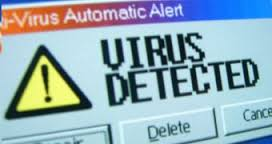 i-Virus Automatic Alert
VIRUS
DETECTED
Delete
Cance